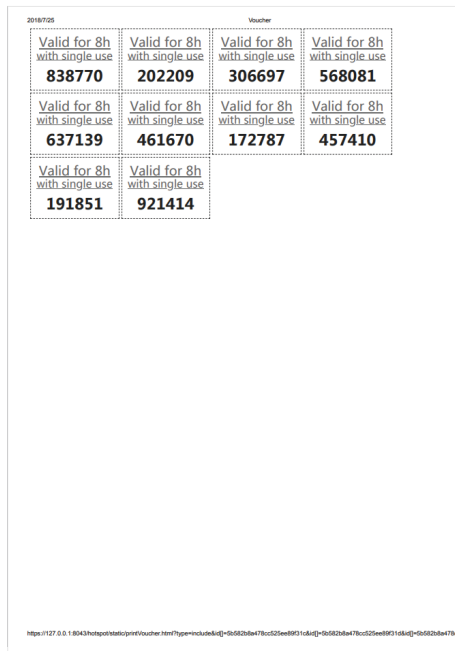 2018/7/25 Voucher
Valid for 8h Valid for 8h Valid for 8h Valid for 8h
with single use with single use with single use with single use
838770 202209 306697 568081
Valid for 8h Valid for 8h Valid for 8h Valid for 8h
with single use with single use with single use with single use
637139 461670 172787 457410
Valid for 8h Valid for 8h
with single use with single use
191851 921414
https://127.0.0.1:8043/hotspot/static/printVoucher.html?type=include&id[]=5b582b8a478cc525ee89f31c&id[]=5b582b8a478cc525ee89f31d&id[]=5b582b8a478